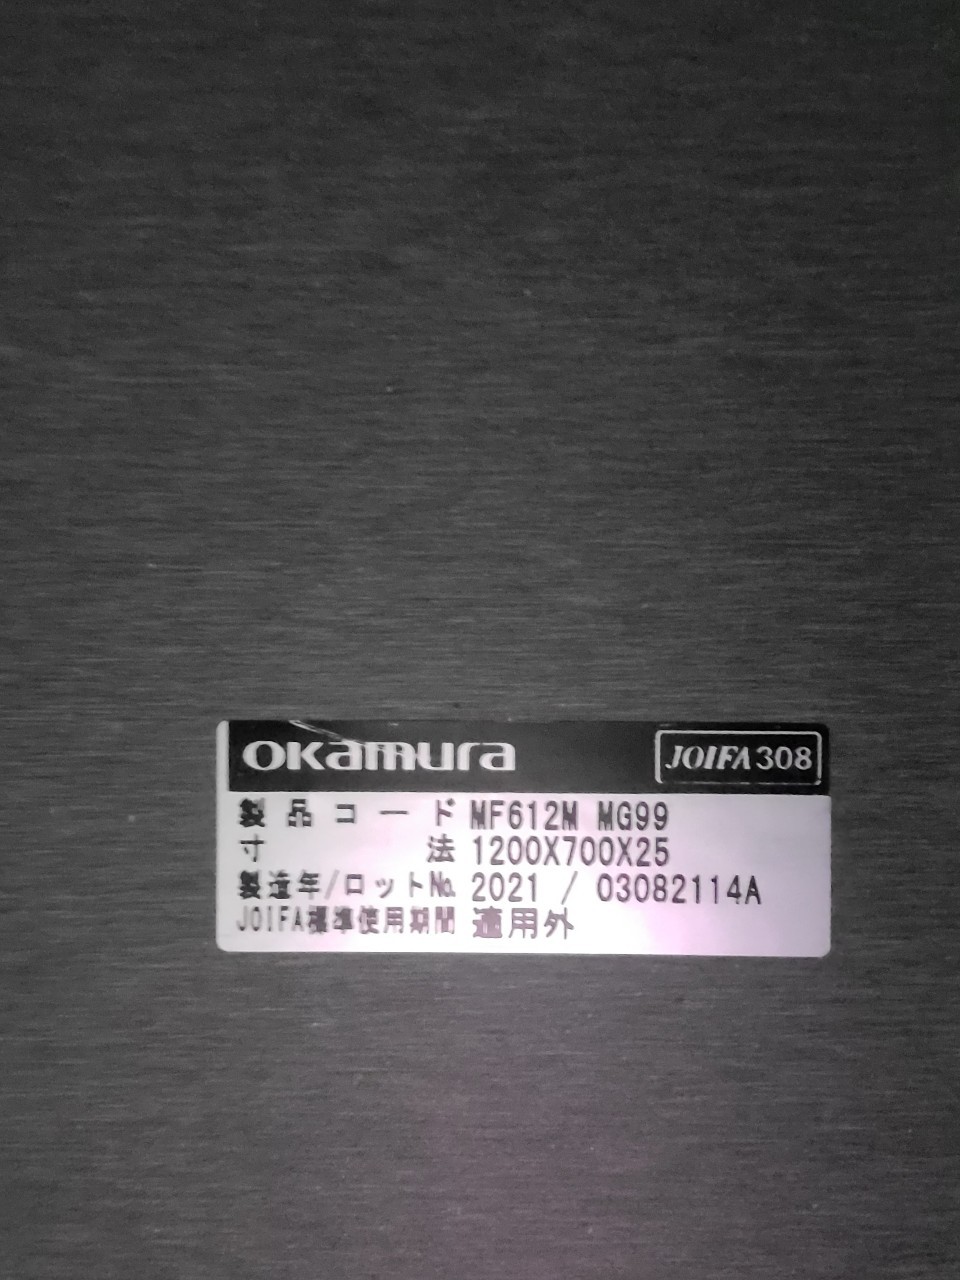 okamura JOIFA308
製品コード MF612M MG99
寸法 1200X700X25
製造年/ロットNo. 2021 / 03082114A
JOIFA標準使用期間 適用外